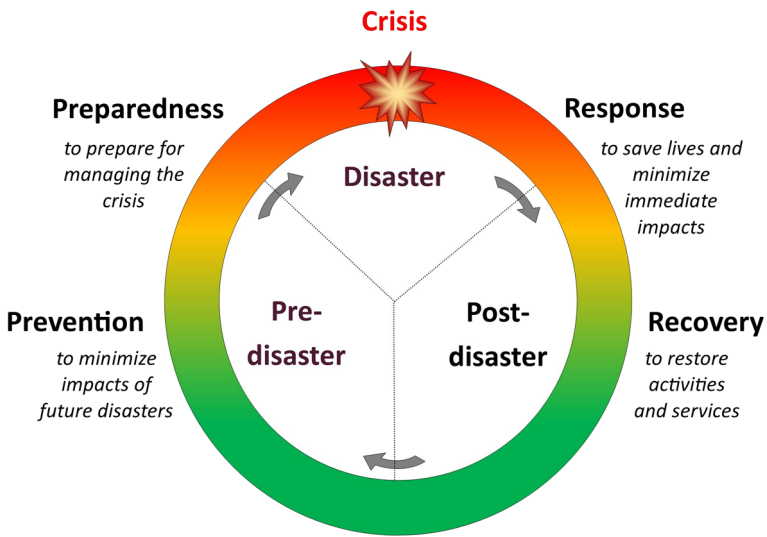 Crisis
Preparedness
to prepare for
managing the
crisis
Response
to save lives and
minimize
immediate
impacts
Disaster
Prevention
to minimize
impacts of
future disasters
Pre-
disaster
Post-
disaster
Recovery
to restore
activities
and services